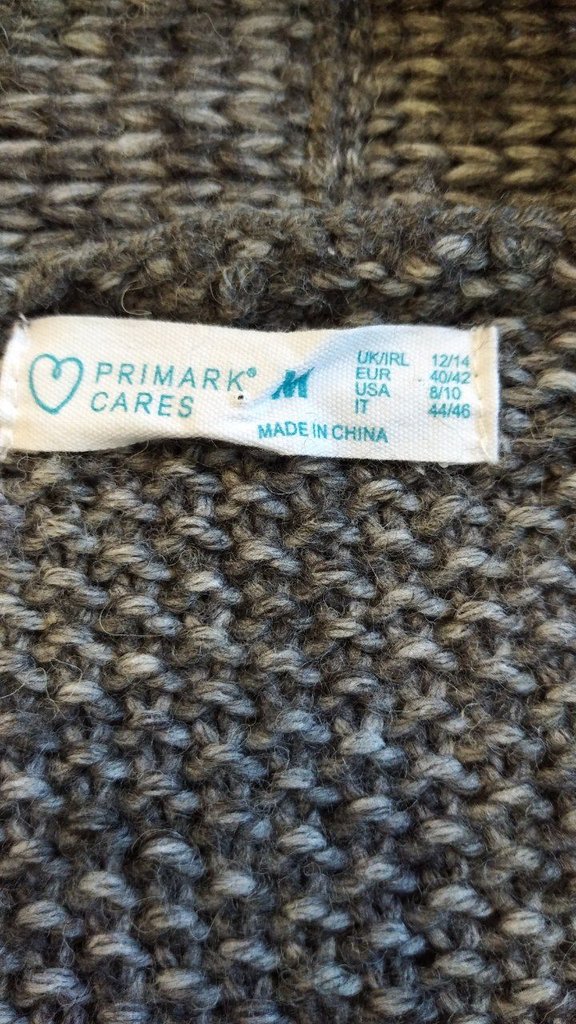 PRIMARK®
CARES
M
UK/IRL 12/14
EUR 40/42
USA 8/10
IT 44/46
MADE IN CHINA